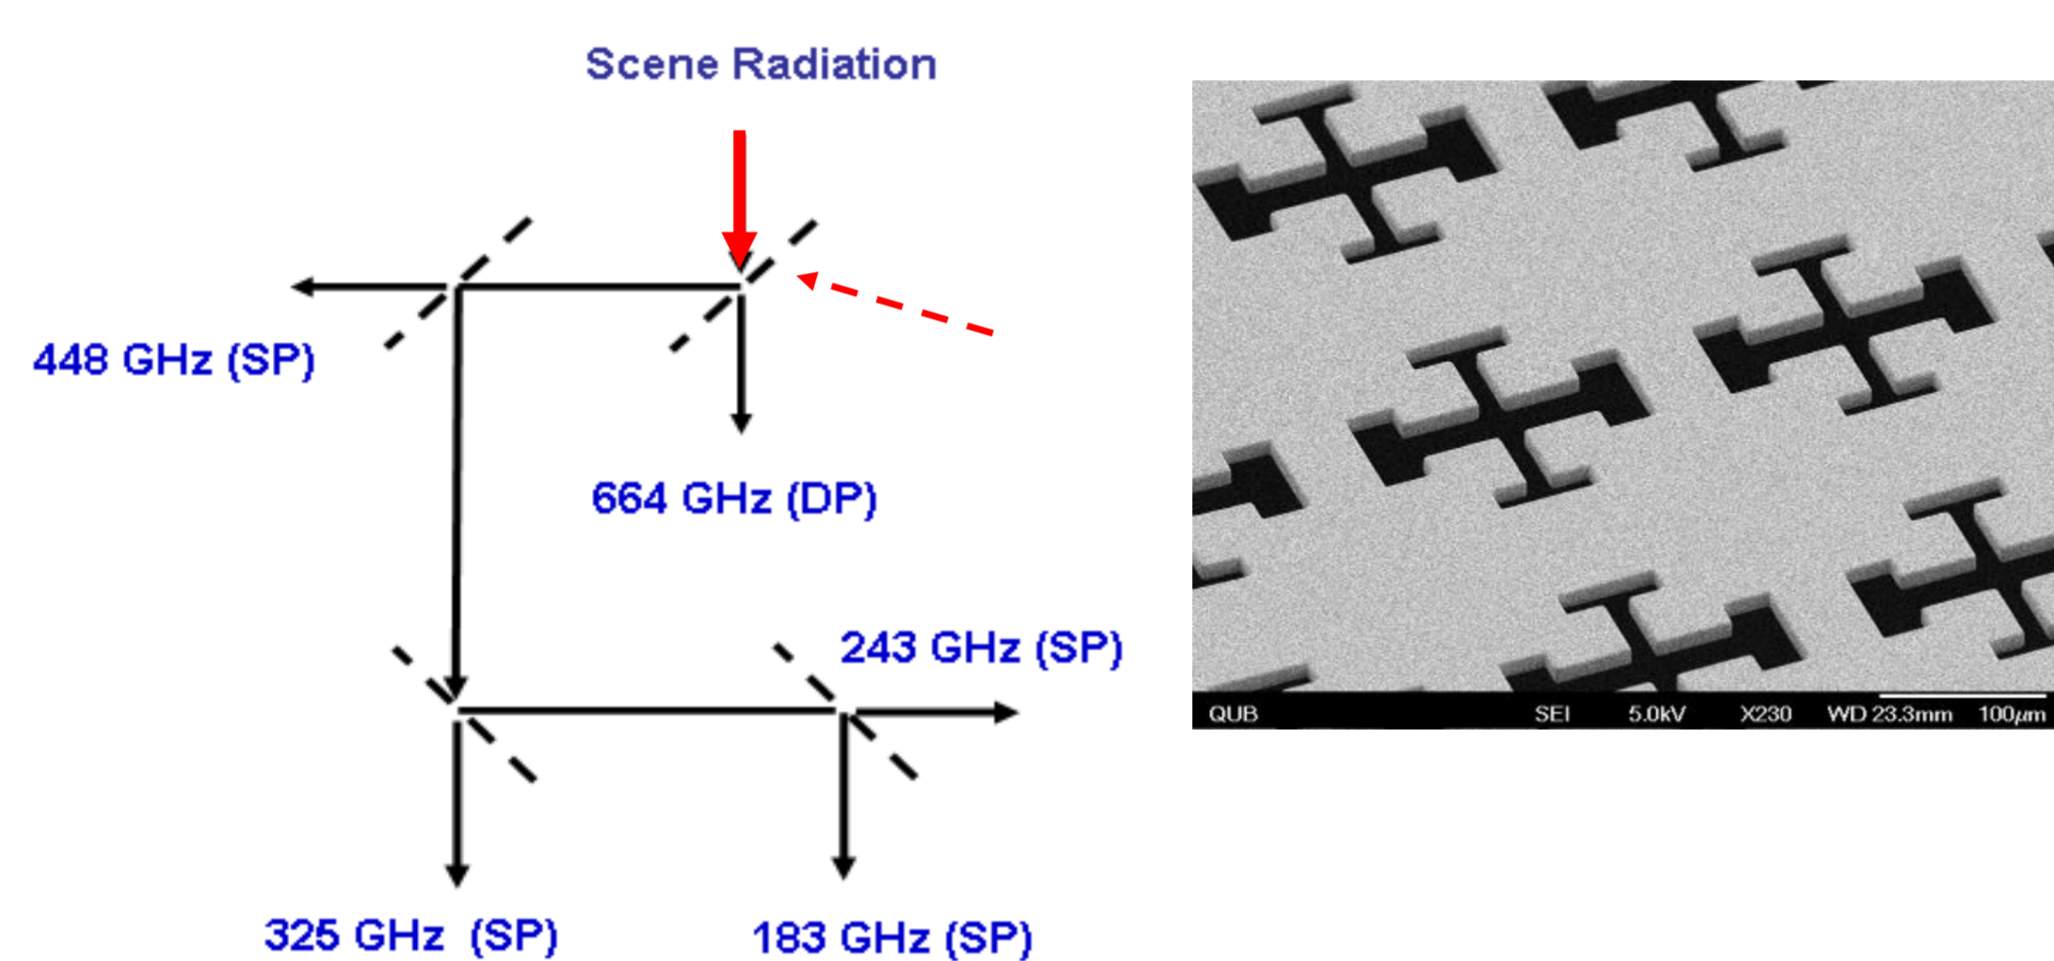 Scene Radiation
448 GHz (SP)
664 GHz (DP)
243 GHz (SP)
325 GHz (SP)
183 GHz (SP)
QUB SEI 5.0kV X230 WD 23.3mm 100µm